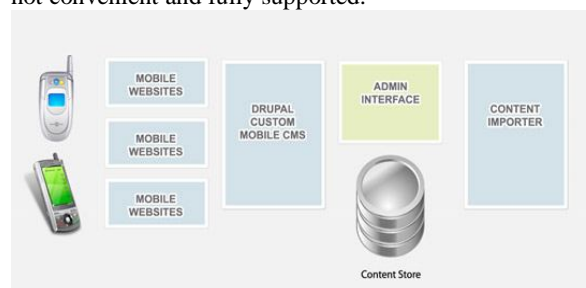 not convenient and fully supported.
MOBILE
WEBSITES
MOBILE
WEBSITES
MOBILE
WEBSITES
DRUPAL
CUSTOM
MOBILE CMS
ADMIN
INTERFACE
CONTENT
IMPORTER
Content Store